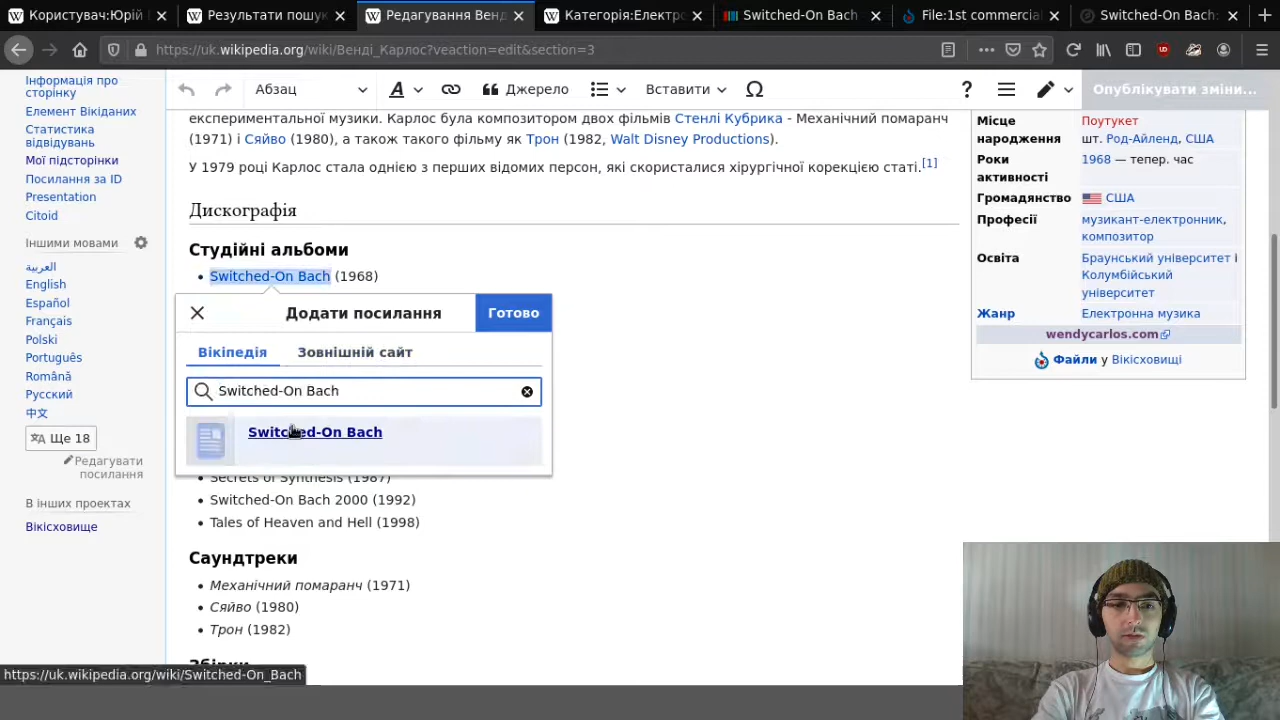 Користувач:Юрій
Результати пошук
Редагування Венд
Категорія:Електро
Switched-On Bach
File:1st commercial
Switched-On Bach:
https://uk.wikipedia.org/wiki/Венді_Карлос?veaction=edit&section=3
Абзац
Джерело
Вставити
Опублікувати зміни...
Інформація про
сторінку
Елемент Вікіданих
Статистика
відвідувань
Мої підсторінки
Посилання за ID
Presentation
Citoid
Іншими мовами
العربية
English
Español
Français
Polski
Português
Română
Русский
中文
Ще 18
Редагувати
посилання
В інших проектах
Вікісховище
експериментальної музики. Карлос була композитором двох фільмів Стенлі Кубрика - Механічний помаранч
(1971) і Сяйво (1980), а також такого фільму як Трон (1982, Walt Disney Productions).
У 1979 році Карлос стала однією з перших відомих персон, які скористалися хірургічної корекцією статі.[1]
Дискографія
Студійні альбоми
• Switched-On Bach (1968)
Додати посилання
Готово
Вікіпедія
Зовнішній сайт
Switched-On Bach
Switched-On Bach
Secrets of Synthesis (1987)
• Switched-On Bach 2000 (1992)
• Tales of Heaven and Hell (1998)
Саундтреки
• Механічний помаранч (1971)
• Сяйво (1980)
• Трон (1982)
Збірки
Місце народження
Поутукет
шт. Род-Айленд, США
Роки активності
1968 — тепер. час
Громадянство
США
Професії
музикант-електронник,
композитор
Освіта
Браунський університет і
Колумбійський
університет
Жанр
Електронна музика
wendycarlos.com
Файли у Вікісховищі
https://uk.wikipedia.org/wiki/Switched-On_Bach